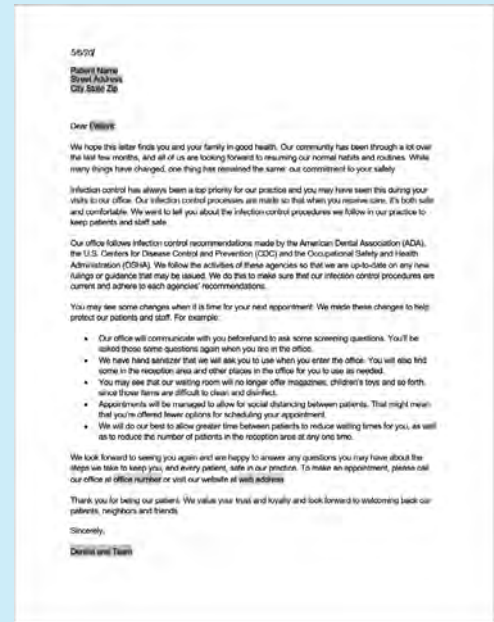 Patient Name
Street Address
City State Zip
Dear Patient:
We hope this letter finds you and your family in good health. Our community has been through a lot over
the last few months, and all of us are looking forward to resuming our normal habits and routines. While
many things have changed, one thing has remained the same: our commitment to your safety.
Infection control has always been a top priority for our practice and you may have seen this during your
visits to our office. Our infection control processes are made so that when you receive care, it's both safe
and comfortable. We want to tell you about the infection control procedures we follow in our practice to
keep patients and staff safe.
Our office follows infection control recommendations made by the American Dental Association (ADA),
the U.S. Centers for Disease Control and Prevention (CDC) and the Occupational Safety and Health
Administration (OSHA). We follow the activities of these agencies so that we are up-to-date on any new
rulings or guidance that may be issued. We do this to make sure that our infection control procedures are
current and adhere to each agencies' recommendations.
You may see some changes when it is time for your next appointment. We made these changes to help
protect our patients and staff. For example:
• Our office will communicate with you beforehand to ask some screening questions. You'll be
asked those same questions again when you are in the office.
• We have hand sanitizer that we will ask you to use when you enter the office. You will also find
some in the reception area and other places in the office for you to use as needed.
• You may see that our waiting room will no longer offer magazines, children's toys and so forth,
since those items are difficult to clean and disinfect.
• Appointments will be managed to allow for social distancing between patients. That might mean
that you're offered fewer options for scheduling your appointment.
• We will do our best to allow greater time between patients to reduce waiting times for you, as well
as to reduce the number of patients in the reception area at any one time.
We look forward to seeing you again and are happy to answer any questions you may have about the
steps we take to keep you, and every patient, safe in our practice. To make an appointment, please call
our office at office number or visit our website at web address.
Thank you for being our patient. We value your trust and loyalty and look forward to welcoming back our
patients, neighbors and friends.
Sincerely,
Dentist and Team